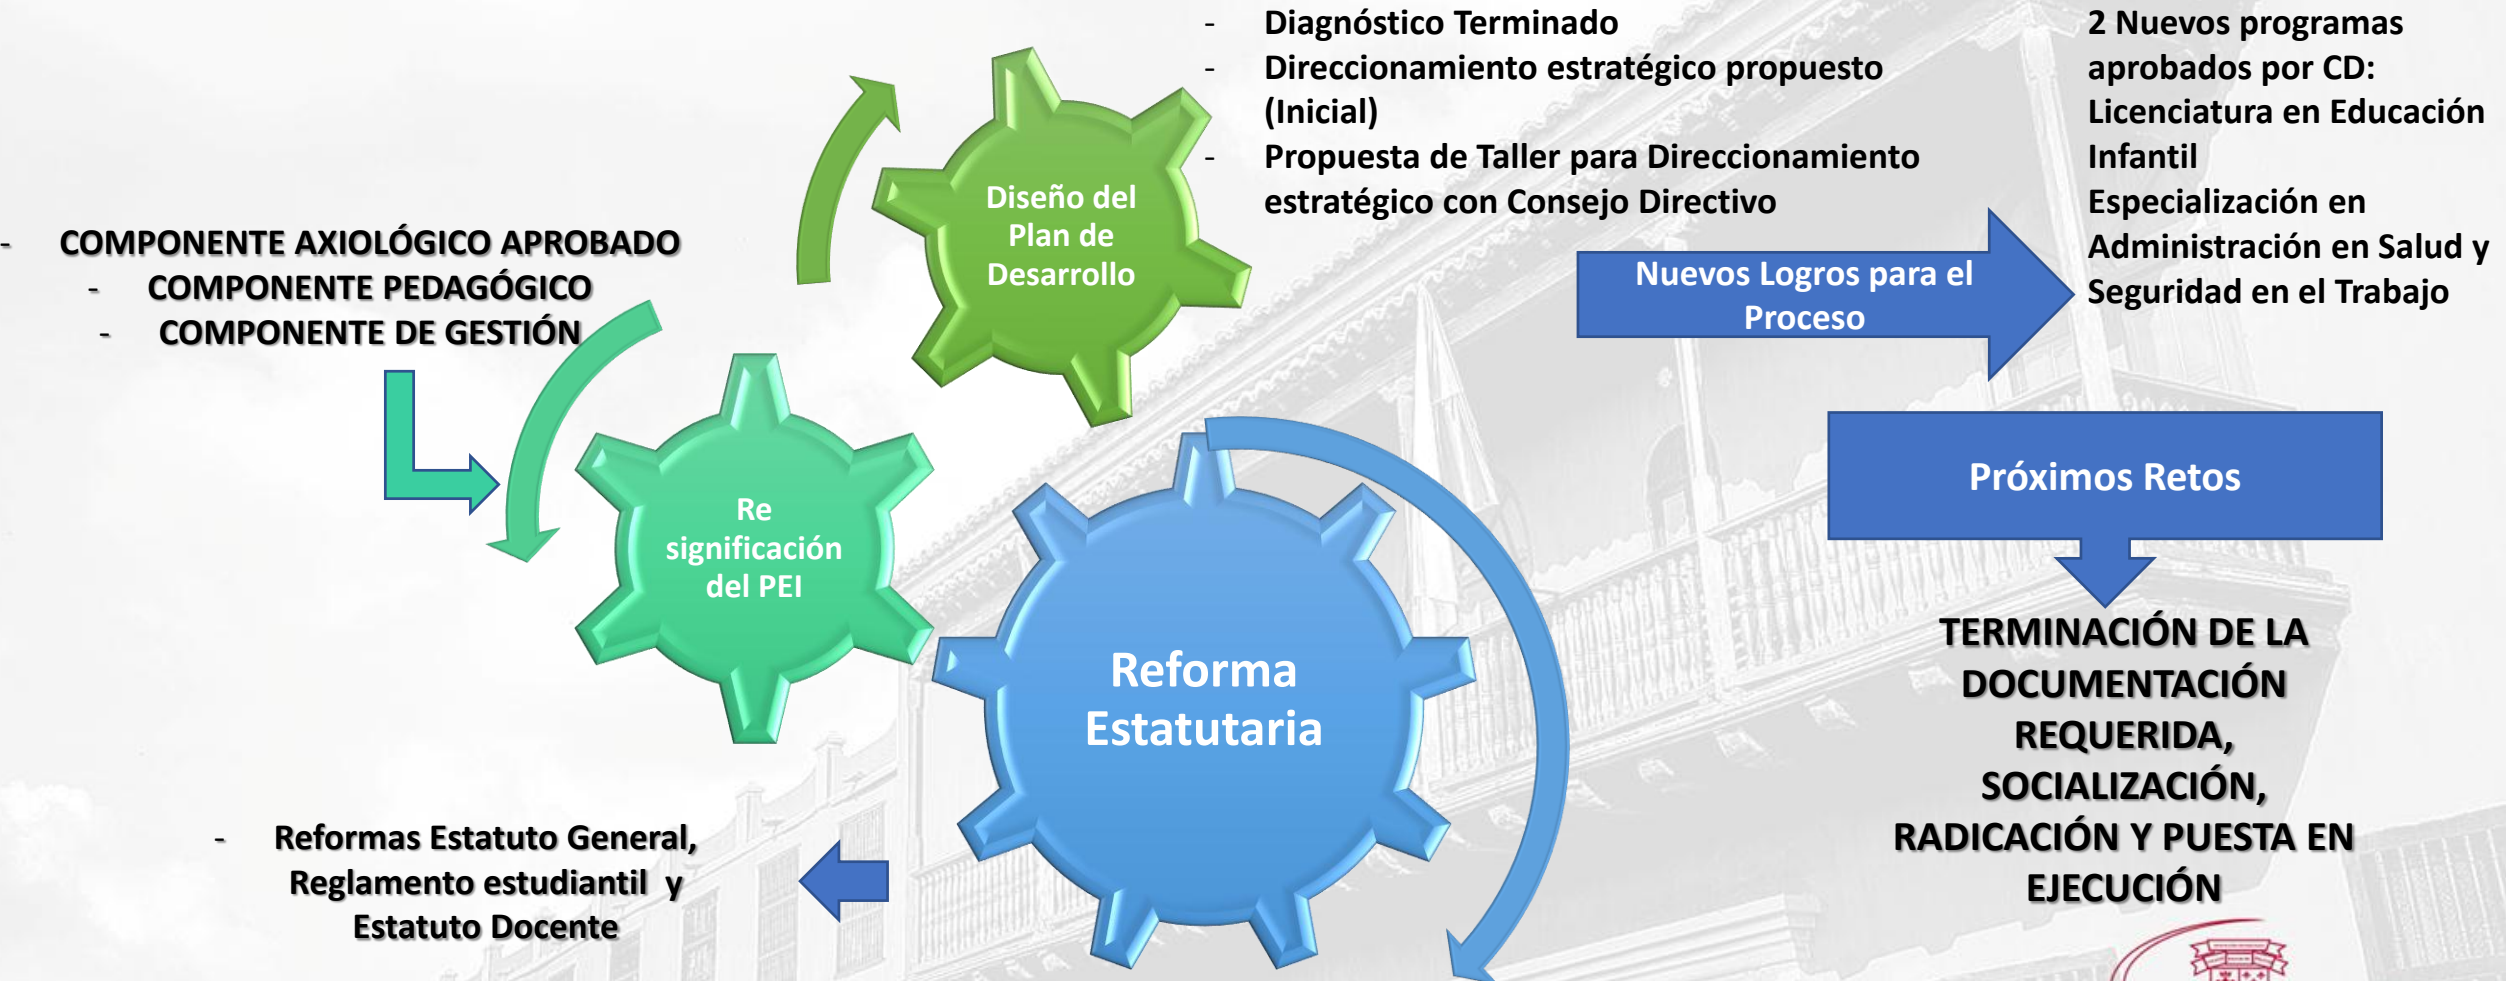 - Diagnóstico Terminado
- Direccionamiento estratégico propuesto
(Inicial)
- Propuesta de Taller para Direccionamiento
estratégico con Consejo Directivo
2 Nuevos programas
aprobados por CD:
Licenciatura en Educación
Infantil
Especialización en
Administración en Salud y
Seguridad en el Trabajo
Diseño del
Plan de
Desarrollo
- COMPONENTE AXIOLÓGICO APROBADO
- COMPONENTE PEDAGÓGICO
- COMPONENTE DE GESTIÓN
Nuevos Logros para el
Proceso
Próximos Retos
Re
significación
del PEI
Reforma
Estatutaria
TERMINACIÓN DE LA
DOCUMENTACIÓN
REQUERIDA,
SOCIALIZACIÓN,
RADICACIÓN Y PUESTA EN
EJECUCIÓN
- Reformas Estatuto General,
Reglamento estudiantil y
Estatuto Docente